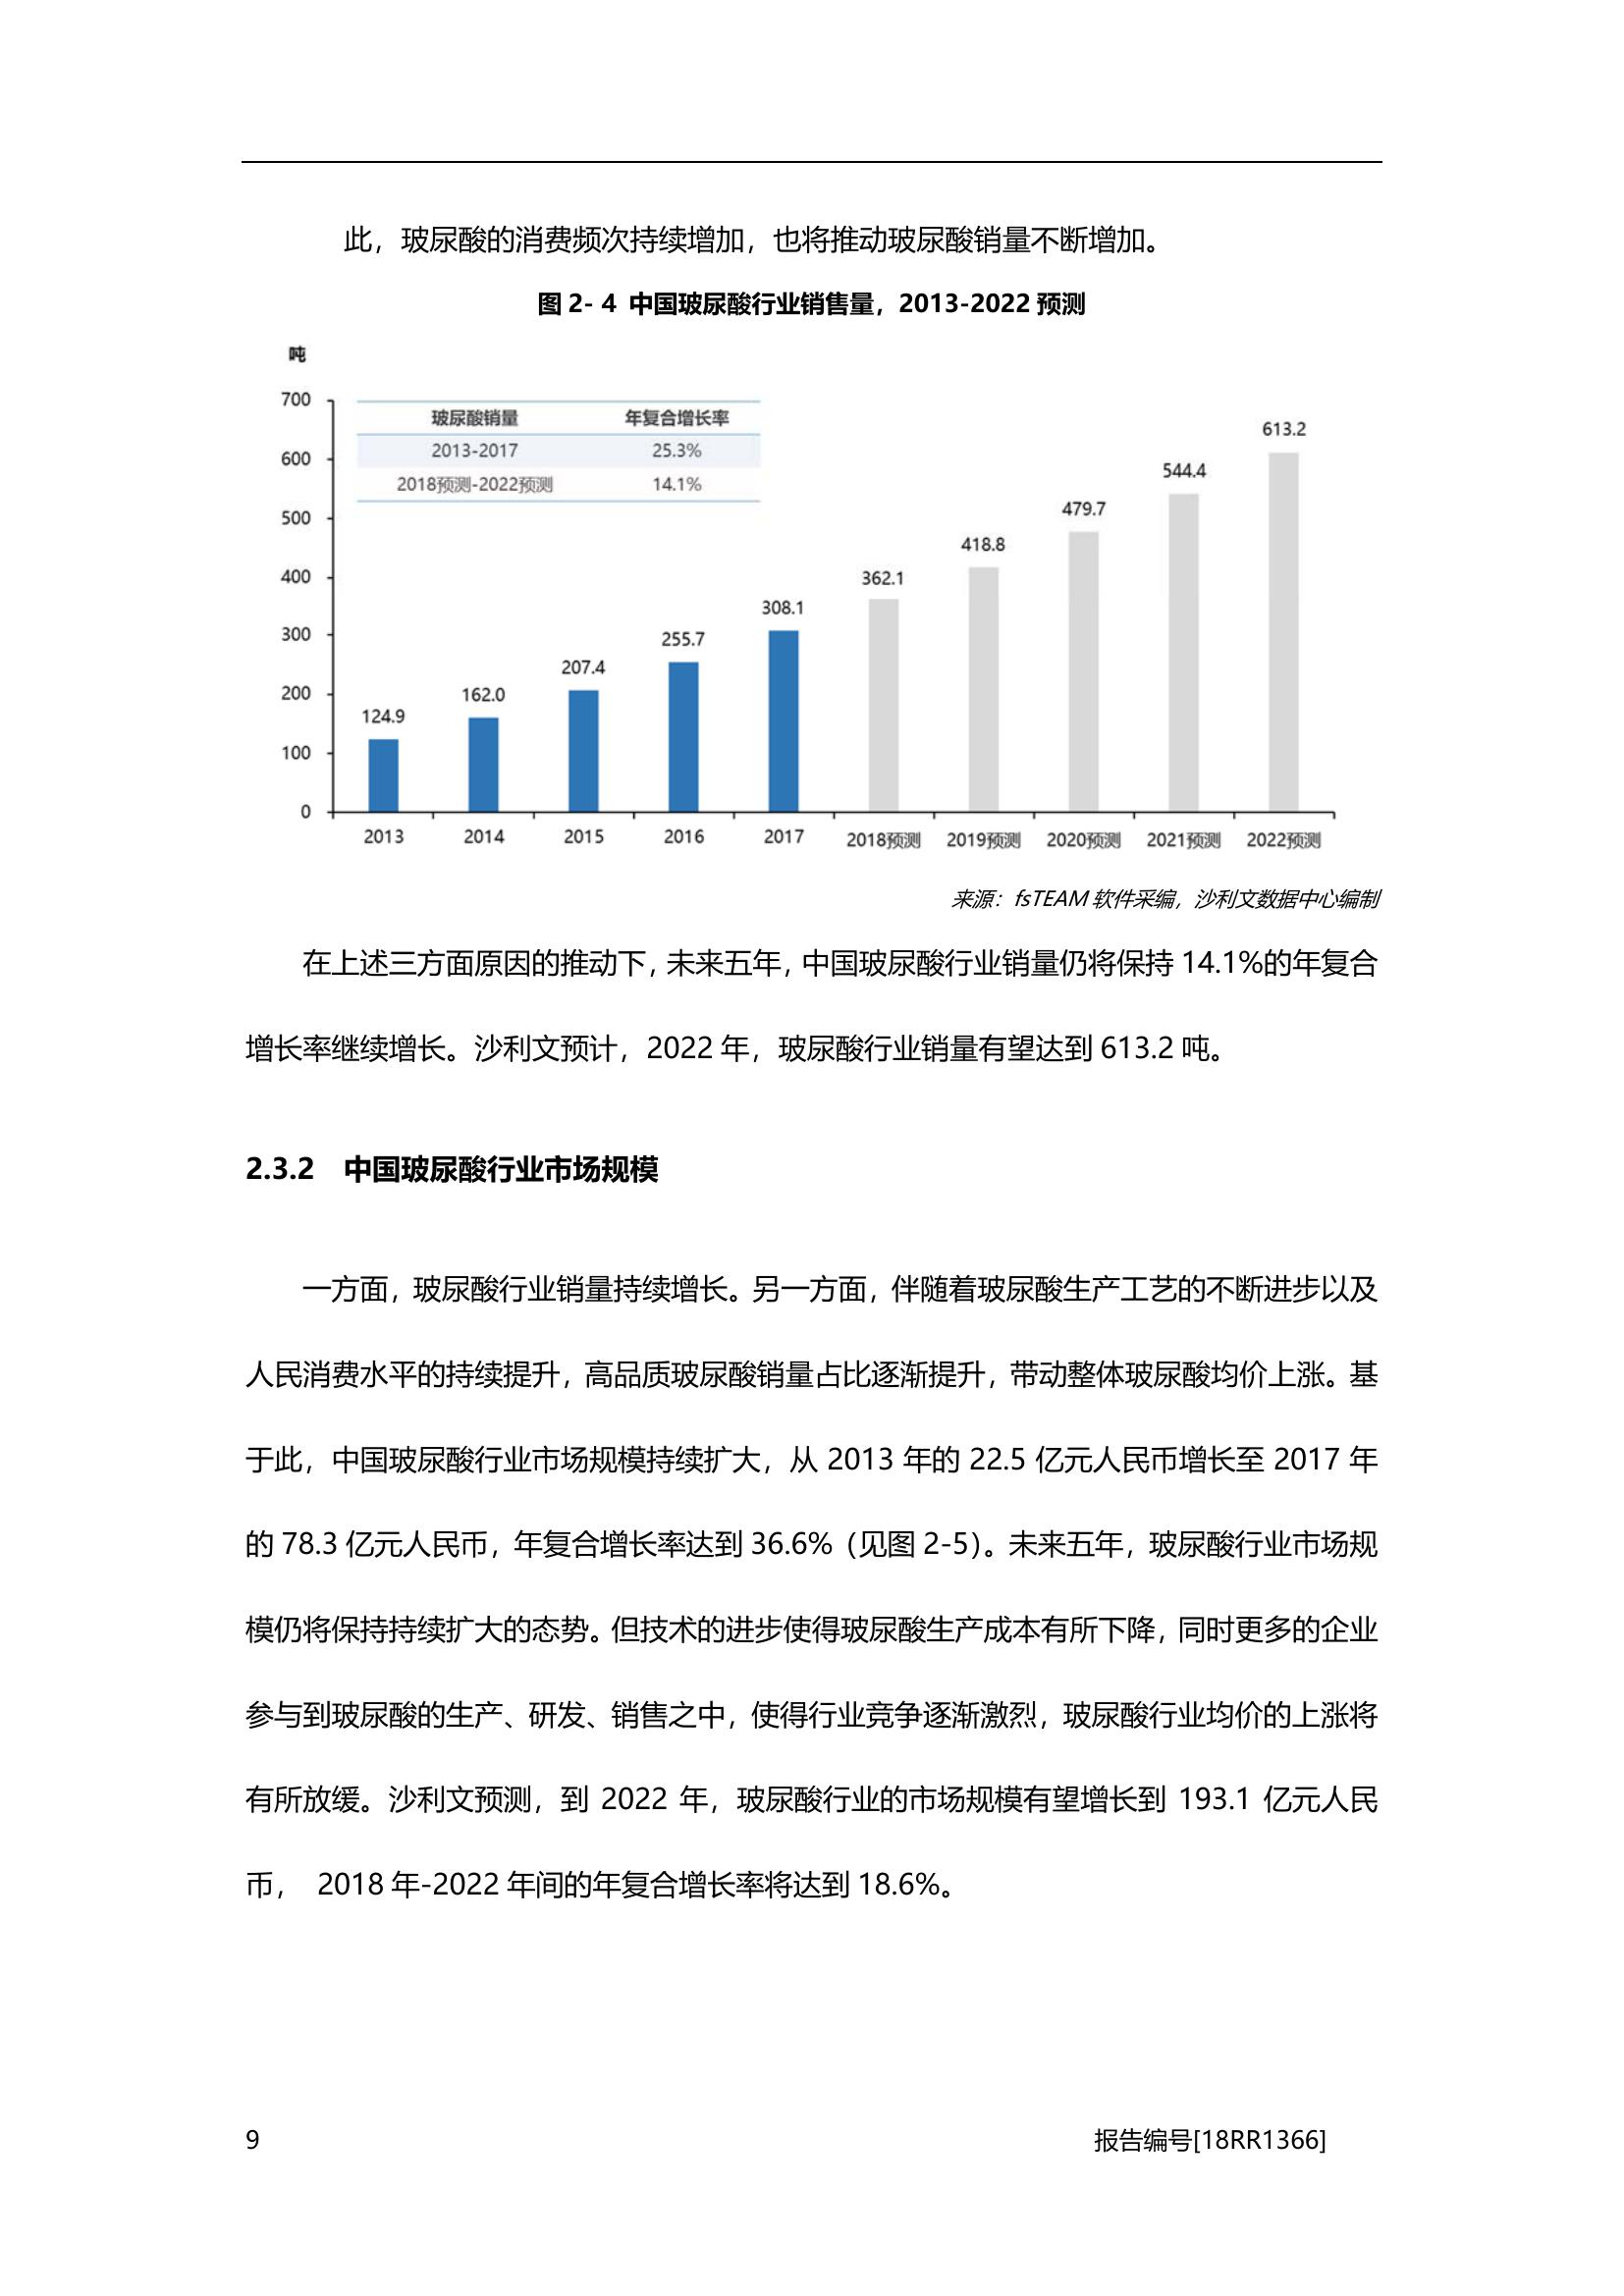 此，玻尿酸的消费频次持续增加，也将推动玻尿酸销量不断增加。
图 2- 4 中国玻尿酸行业销售量，2013-2022 预测
吨
700
600
500
400
300
200
100
0
玻尿酸销量 年复合增长率
2013-2017 25.3%
2018预测-2022预测 14.1%
124.9
162.0
207.4
255.7
308.1
362.1
418.8
479.7
544.4
613.2
2013 2014 2015 2016 2017 2018预测 2019预测 2020预测 2021预测 2022预测
来源：fsTEAM 软件采编，沙利文数据中心编制
在上述三方面原因的推动下，未来五年，中国玻尿酸行业销量仍将保持 14.1%的年复合
增长率继续增长。沙利文预计，2022 年，玻尿酸行业销量有望达到 613.2 吨。
2.3.2 中国玻尿酸行业市场规模
一方面，玻尿酸行业销量持续增长。另一方面，伴随着玻尿酸生产工艺的不断进步以及
人民消费水平的持续提升，高品质玻尿酸销量占比逐渐提升，带动整体玻尿酸均价上涨。基
于此，中国玻尿酸行业市场规模持续扩大，从 2013 年的 22.5 亿元人民币增长至 2017 年
的 78.3 亿元人民币，年复合增长率达到 36.6%（见图 2-5）。未来五年，玻尿酸行业市场规
模仍将保持持续扩大的态势。但技术的进步使得玻尿酸生产成本有所下降，同时更多的企业
参与到玻尿酸的生产、研发、销售之中，使得行业竞争逐渐激烈，玻尿酸行业均价的上涨将
有所放缓。沙利文预测，到 2022 年，玻尿酸行业的市场规模有望增长到 193.1 亿元人民
币， 2018 年-2022 年间的年复合增长率将达到 18.6%。
9 报告编号[18RR1366]